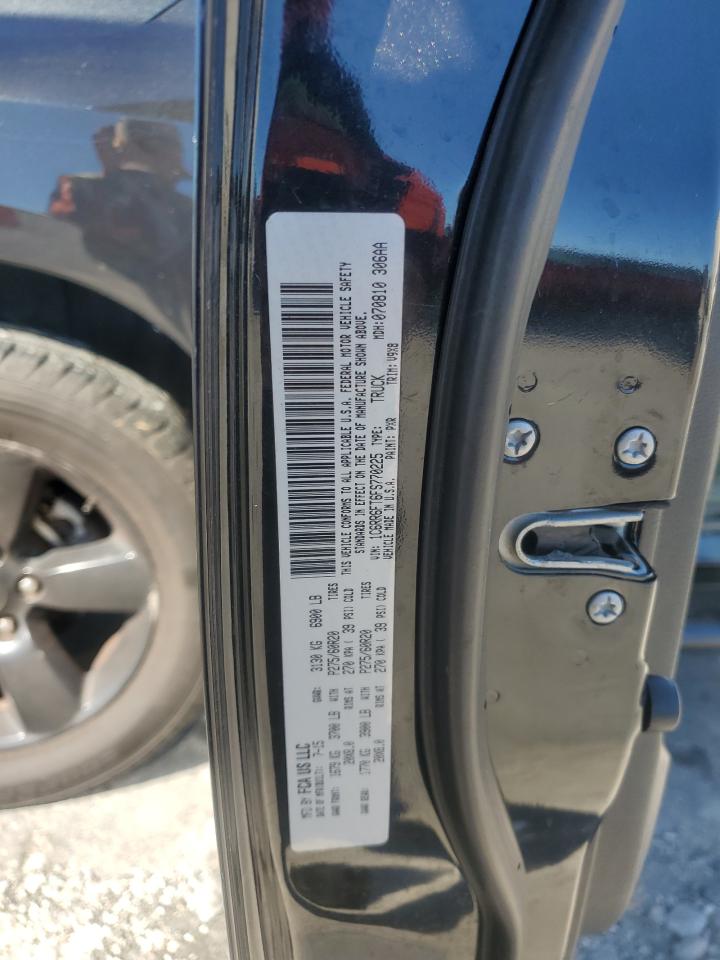 MFD BY FCA US LLC
DATE OF MFR(BUILT): 7-15 GVWR: 3130 KG 6900 LB
GAWR FRONT: 1679 KG 3700 LB WITH P275/60R20 TIRES
20X8.0 RIMS AT 270 KPA ( 39 PSI) COLD
GAWR REAR: 1770 KG 3900 LB WITH P275/60R20 TIRES
20X8.0 RIMS AT 270 KPA ( 39 PSI) COLD
THIS VEHICLE CONFORMS TO ALL APPLICABLE U.S.A. FEDERAL MOTOR VEHICLE SAFETY
STANDARDS IN EFFECT ON THE DATE OF MANUFACTURE SHOWN ABOVE.
VIN: 1C6RR6FT6FS770225 TYPE: TRUCK MDH:070810 306AA
VEHICLE MADE IN U.S.A. PAINT: PXR TRIM: V9X8